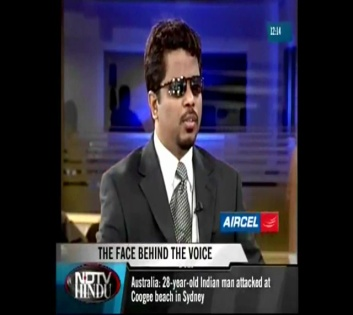 12:14
AIRCEL
THE FACE BEHIND THE VOICE
NDTV
HINDU
Australia: 28-year-old Indian man attacked at
Coogee beach in Sydney